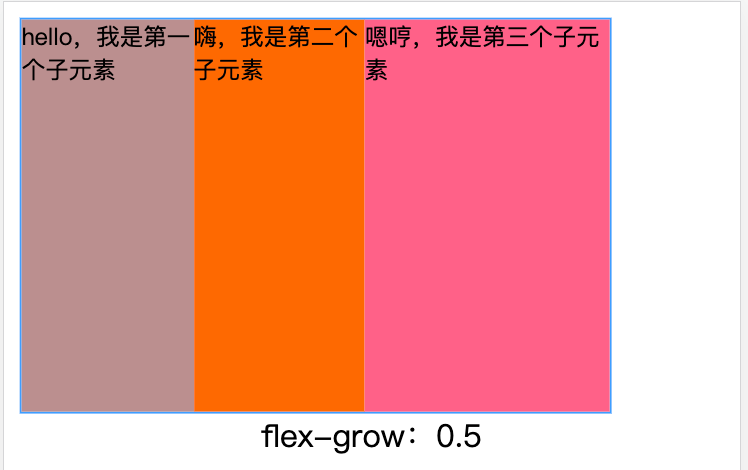 hello，我是第一
个子元素
嗨，我是第二个
子元素
嗯哼，我是第三个子元
素
flex-grow：0.5